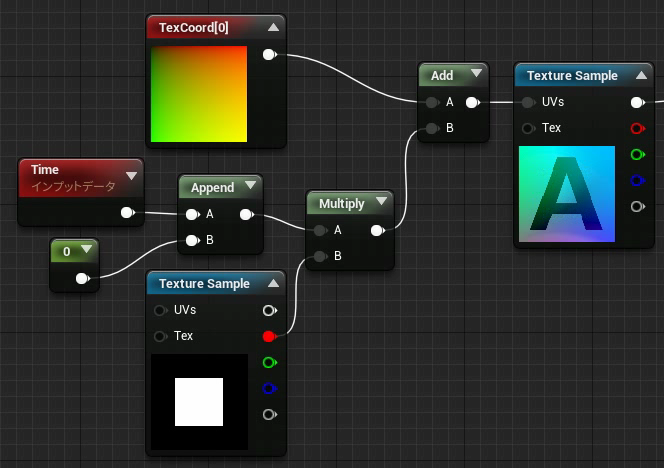 TexCoord[0]
Add
A
B
Texture Sample
UVs
Tex
A
Time
インプットデータ
Append
A
B
0
Multiply
A
B
Texture Sample
UVs
Tex